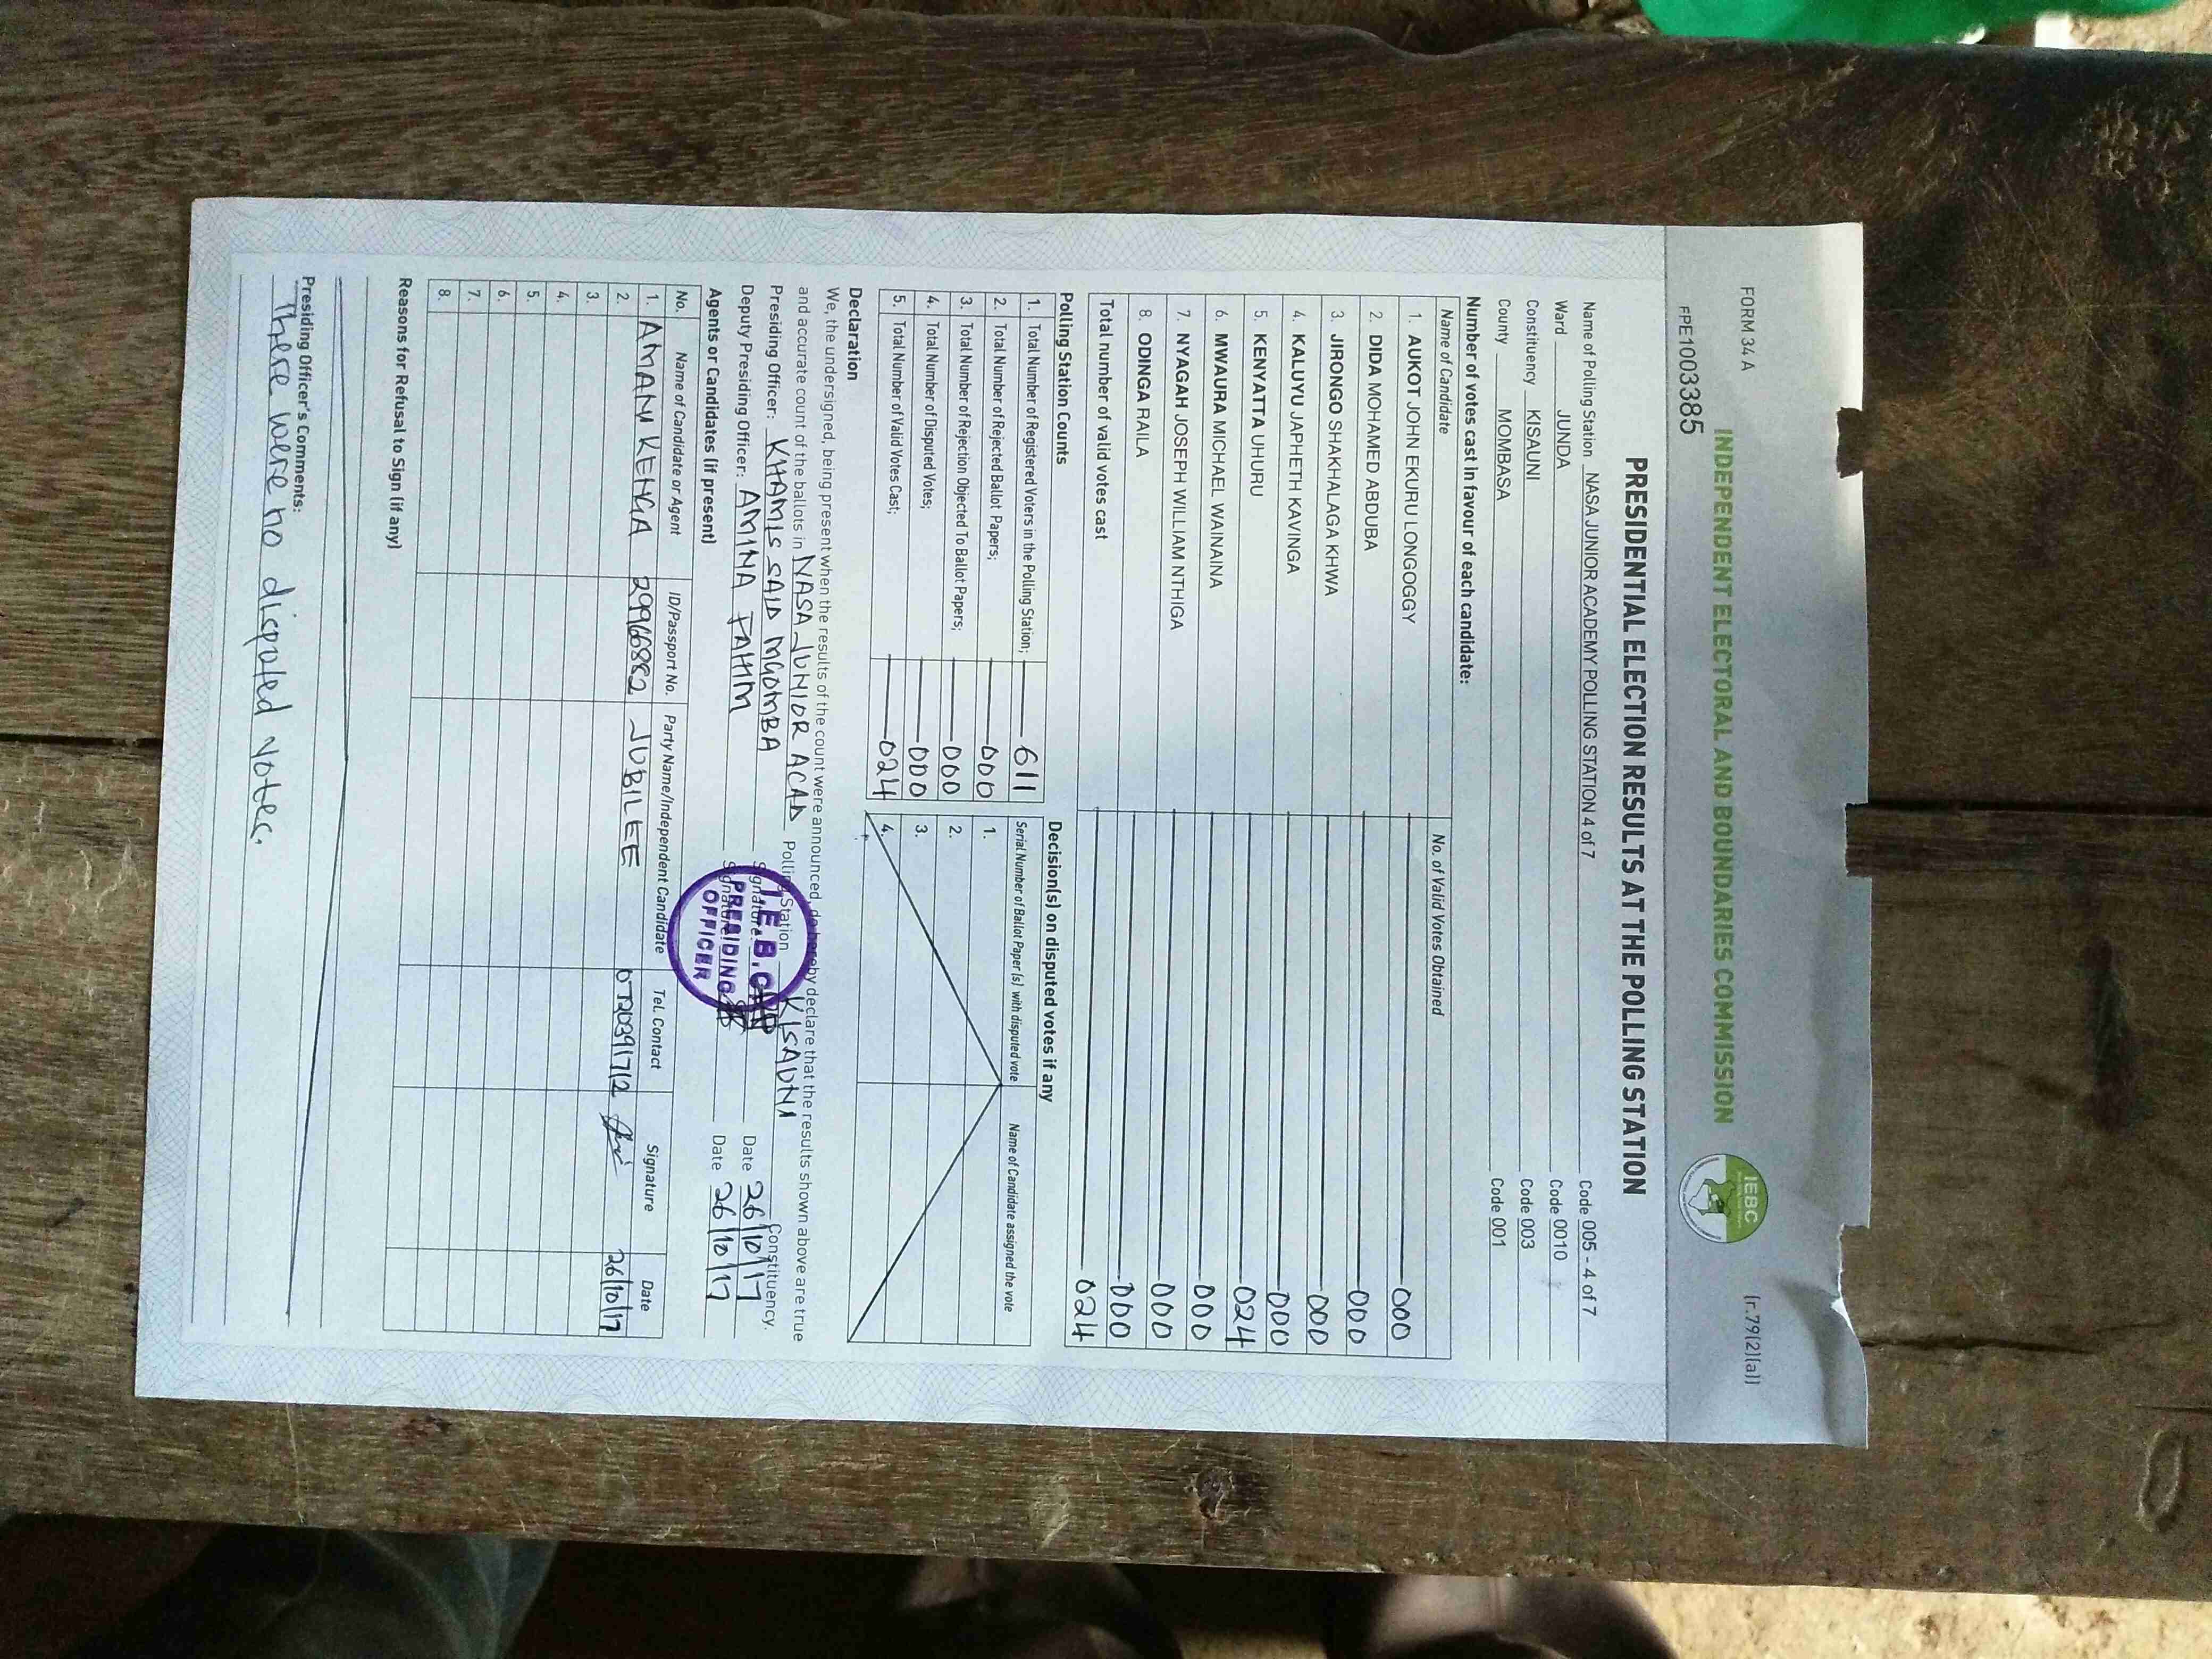 FORM 34 A
(r.79(2)(a))
INDEPENDENT ELECTORAL AND BOUNDARIES COMMISSION
IEBC
PE1003385
PRESIDENTIAL ELECTION RESULTS AT THE POLLING STATION
Name of Polling Station NASA JUNIOR ACADEMY POLLING STATION 4 of 7 Code 005 - 4 of 7
Ward JUNDA Code 0010
Constituency KISAUNI Code 003
County MOMBASA Code 001
Number of votes cast in favour of each candidate:
Name of Candidate No. of Valid Votes Obtained
1. AUKOT JOHN EKURU LONGOGGY 000
2. DIDA MOHAMED ABDUBA 000
3. JIRONGO SHAKHALAGA KHWA 000
4. KALUYU JAPHETH KAVINGA 000
5. KENYATTA UHURU 024
6. MWAURA MICHAEL WAINAINA 000
7. NYAGAH JOSEPH WILLIAM NTHIGA 000
8. ODINGA RAILA 000
Total number of valid votes cast 024
Polling Station Counts
1. Total Number of Registered Voters in the Polling Station; 611
2. Total Number of Rejected Ballot Papers; 000
3. Total Number of Rejection Objected To Ballot Papers; 000
4. Total Number of Disputed Votes; 000
5. Total Number of Valid Votes Cast; 024
Decision(s) on disputed votes if any
Serial Number of Ballot Paper (s) with disputed vote Name of Candidate assigned the vote
1.
2.
3.
4.
Declaration
We, the undersigned, being present when the results of the count were announced, do hereby declare that the results shown above are true
and accurate count of the ballots in NASA JUNIOR ACAD Polling Station KISAUNI Constituency.
Presiding Officer: KHAMIS SAID MGOMBA Signature Date 26/10/17
Deputy Presiding Officer: AMINA FAHIM Signature Date 26/10/17
I.E.B.C
PRESIDING
OFFICER
Agents or Candidates (if present)
No. Name of Candidate or Agent ID/Passport No. Party Name/Independent Candidate Tel. Contact Signature Date
1. AMANI KENGA 29966882 JUBILEE 0720391712 26/10/17
2.
3.
4.
5.
6.
7.
8.
Reasons for Refusal to Sign (if any)
Presiding Officer's Comments:
There were no disputed votes.